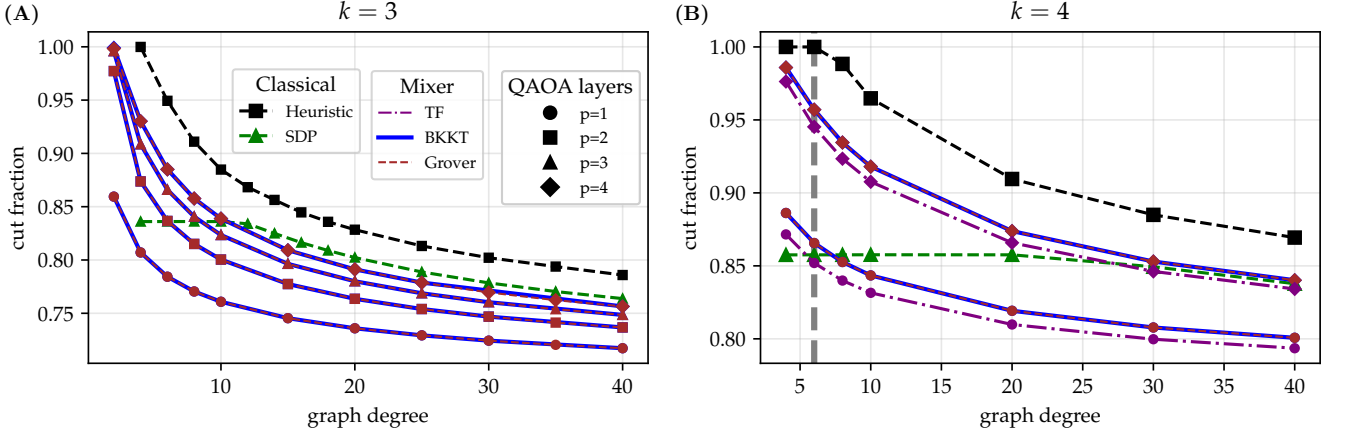 (A)
k = 3
cut fraction
1.00
0.95
0.90
0.85
0.80
0.75
Classical
Heuristic
SDP
Mixer
TF
BKKT
Grover
QAOA layers
p=1
p=2
p=3
p=4
10
20
30
40
graph degree
(B)
k = 4
cut fraction
1.00
0.95
0.90
0.85
0.80
5
10
15
20
25
30
35
40
graph degree